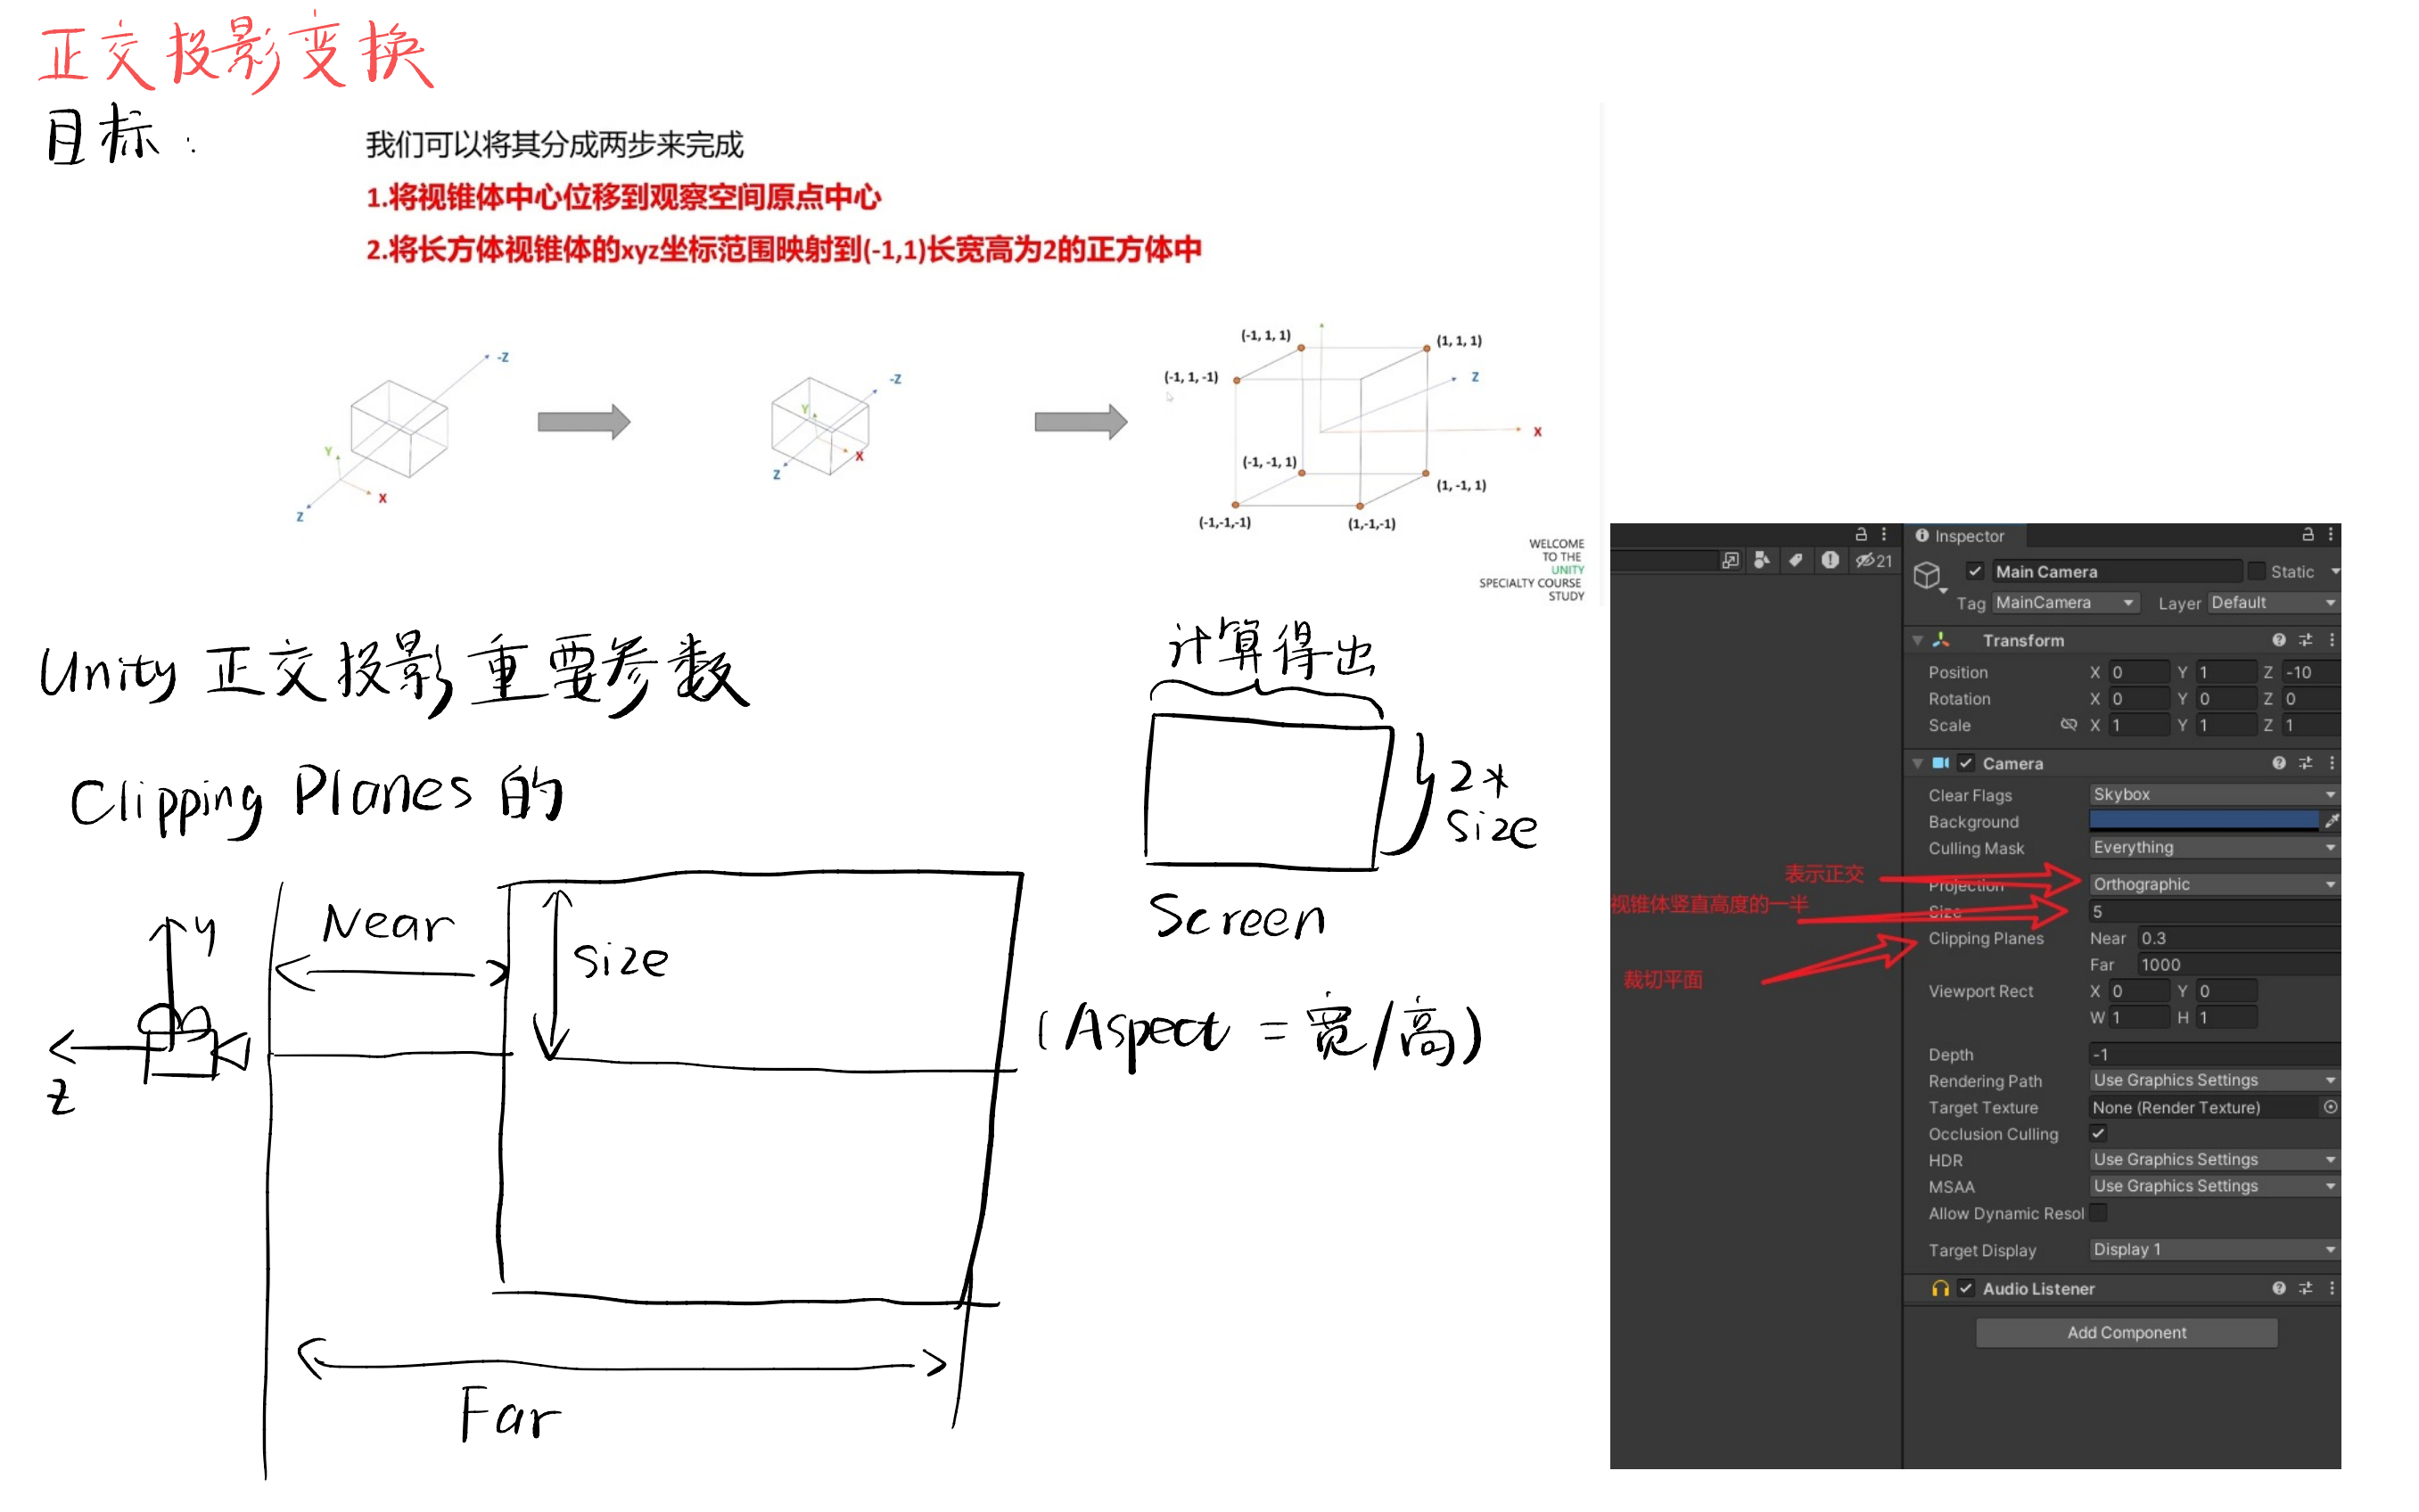 正交投影变换
目标：
我们可以将其分成两步来完成
1.将视锥体中心位移到观察空间原点中心
2.将长方体视锥体的xyz坐标范围映射到(-1,1)长宽高为2的正方体中
-Z
Y
X
Z
-Z
Y
X
Z
(-1, 1, 1)
(1, 1, 1)
(-1, 1, -1)
Z
X
(-1, -1, 1)
(1, -1, 1)
(-1,-1,-1)
(1,-1,-1)
WELCOME
TO THE
UNITY
SPECIALTY COURSE
STUDY
Unity 正交投影重要参数
Clipping Planes 的
计算得出
2*
Size
Screen
(Aspect = 宽/高)
y
z
Near
Size
Far
21
Inspector
Main Camera
Static
Tag MainCamera Layer Default
Transform
Position X 0 Y 1 Z -10
Rotation X 0 Y 0 Z 0
Scale X 1 Y 1 Z 1
Camera
Clear Flags Skybox
Background
Culling Mask Everything
表示正交
Projection Orthographic
视锥体竖直高度的一半
Size 5
Clipping Planes Near 0.3
Far 1000
裁切平面
Viewport Rect X 0 Y 0
W 1 H 1
Depth -1
Rendering Path Use Graphics Settings
Target Texture None (Render Texture)
Occlusion Culling
HDR Use Graphics Settings
MSAA Use Graphics Settings
Allow Dynamic Resol
Target Display Display 1
Audio Listener
Add Component